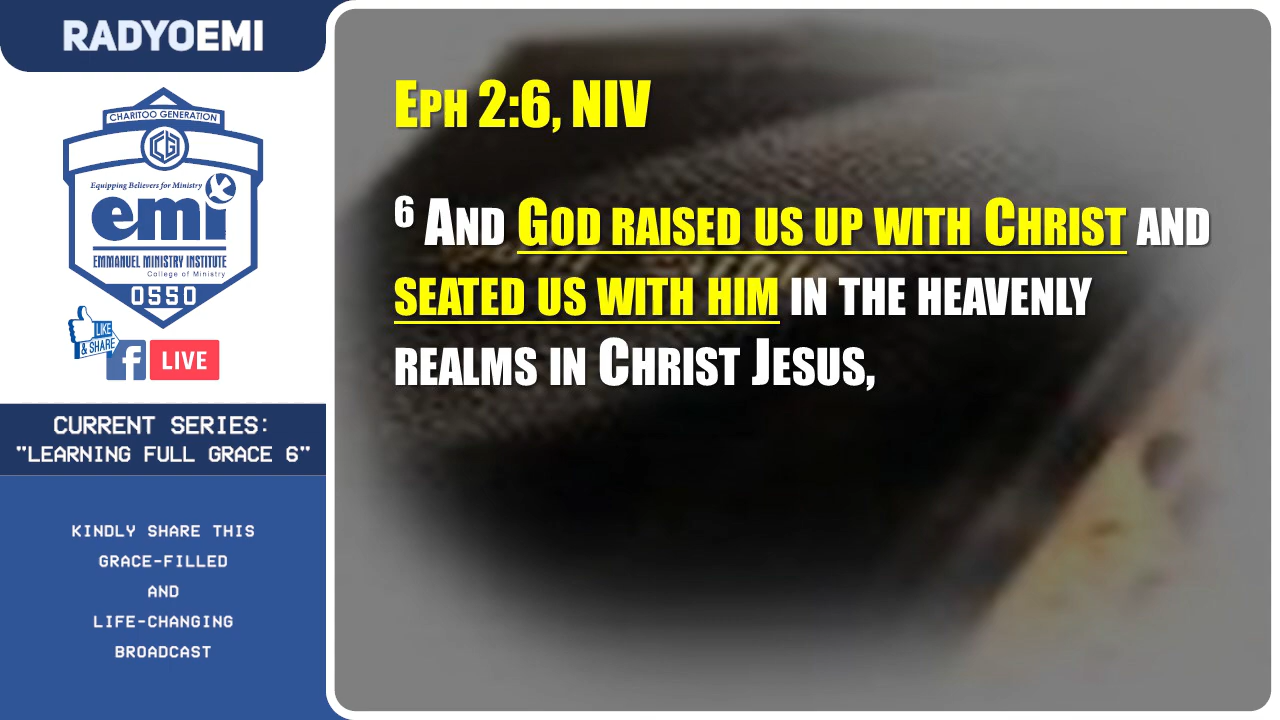 RADYOEMI
CHARITOO GENERATION
CG
Equipping Believers for Ministry
emi
EMMANUEL MINISTRY INSTITUTE
College of Ministry
0550
LIKE
& SHARE
f LIVE
CURRENT SERIES:
"LEARNING FULL GRACE 6"
KINDLY SHARE THIS
GRACE-FILLED
AND
LIFE-CHANGING
BROADCAST
EPH 2:6, NIV
6 AND GOD RAISED US UP WITH CHRIST AND
SEATED US WITH HIM IN THE HEAVENLY
REALMS IN CHRIST JESUS,